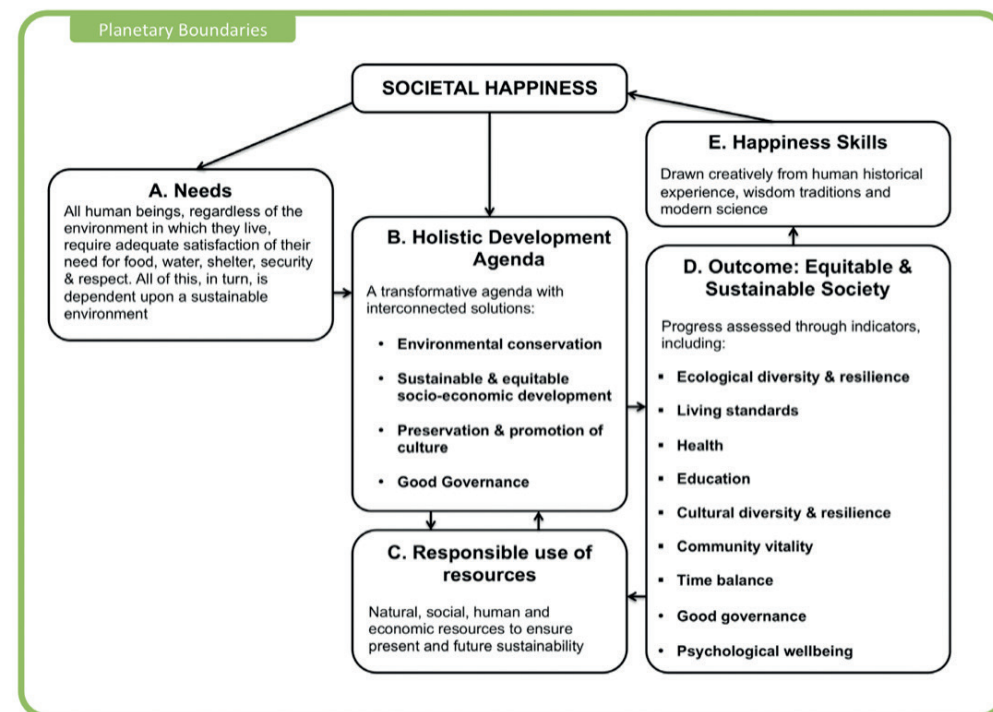 Planetary Boundaries
SOCIETAL HAPPINESS
A. Needs
All human beings, regardless of the
environment in which they live,
require adequate satisfaction of their
need for food, water, shelter, security
& respect. All of this, in turn, is
dependent upon a sustainable
environment
B. Holistic Development
Agenda
A transformative agenda with
interconnected solutions:
• Environmental conservation
• Sustainable & equitable
socio-economic development
• Preservation & promotion of
culture
• Good Governance
C. Responsible use of
resources
Natural, social, human and
economic resources to ensure
present and future sustainability
D. Outcome: Equitable &
Sustainable Society
Progress assessed through indicators,
including:
▪ Ecological diversity & resilience
▪ Living standards
▪ Health
▪ Education
▪ Cultural diversity & resilience
▪ Community vitality
▪ Time balance
▪ Good governance
▪ Psychological wellbeing
E. Happiness Skills
Drawn creatively from human historical
experience, wisdom traditions and
modern science